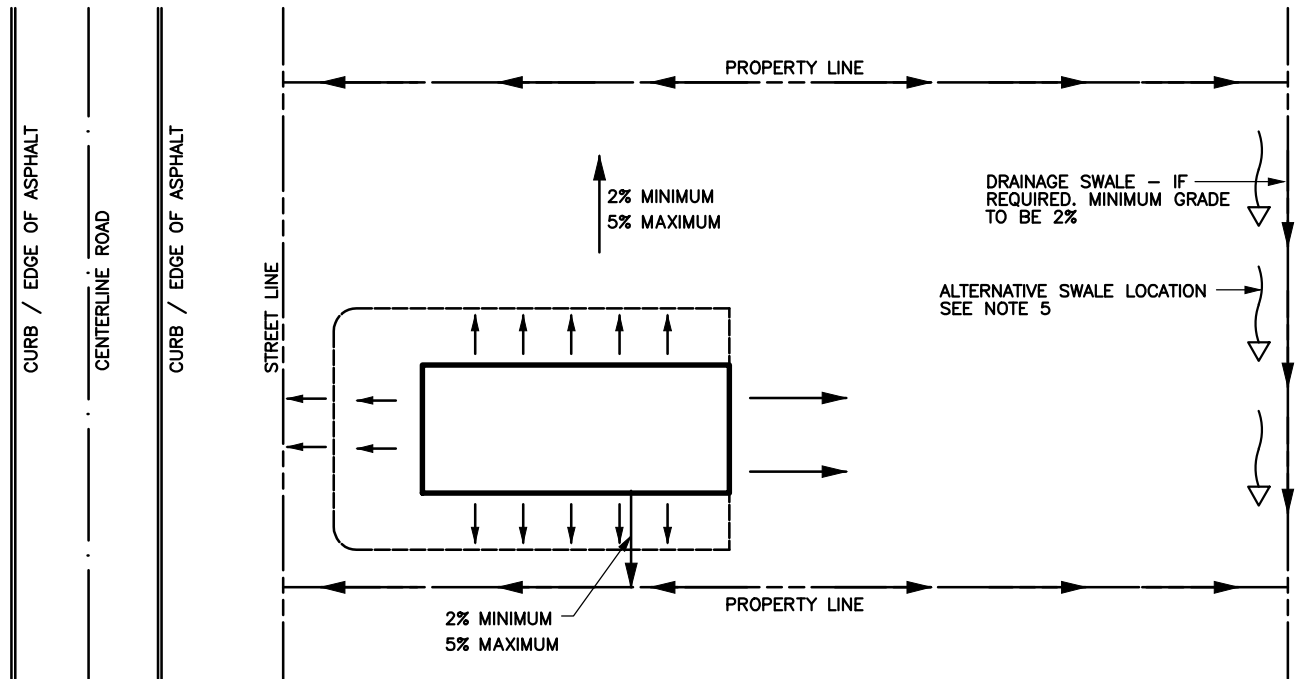 PROPERTY LINE
CURB / EDGE OF ASPHALT
CENTERLINE ROAD
CURB / EDGE OF ASPHALT
STREET LINE
2% MINIMUM
5% MAXIMUM
DRAINAGE SWALE – IF
REQUIRED. MINIMUM GRADE
TO BE 2%
ALTERNATIVE SWALE LOCATION
SEE NOTE 5
PROPERTY LINE
2% MINIMUM
5% MAXIMUM